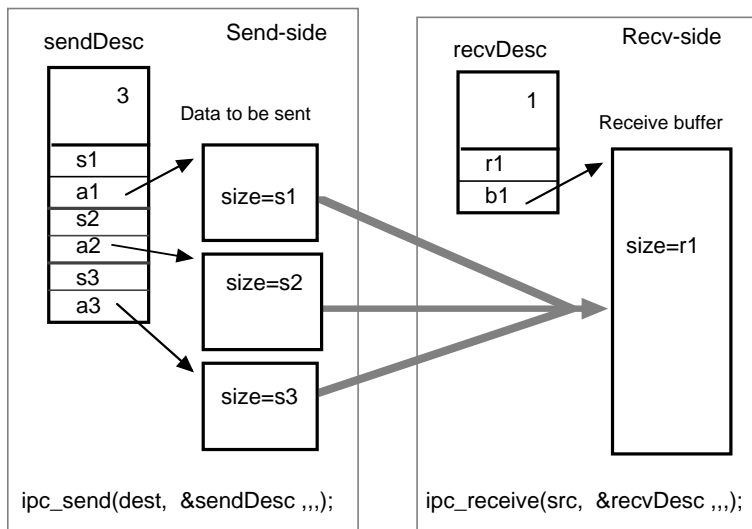 Send-side
sendDesc
3
s1
a1
s2
a2
s3
a3
Data to be sent
size=s1
size=s2
size=s3
ipc_send(dest, &sendDesc ,,,);
Recv-side
recvDesc
1
r1
b1
Receive buffer
size=r1
ipc_receive(src, &recvDesc ,,,);